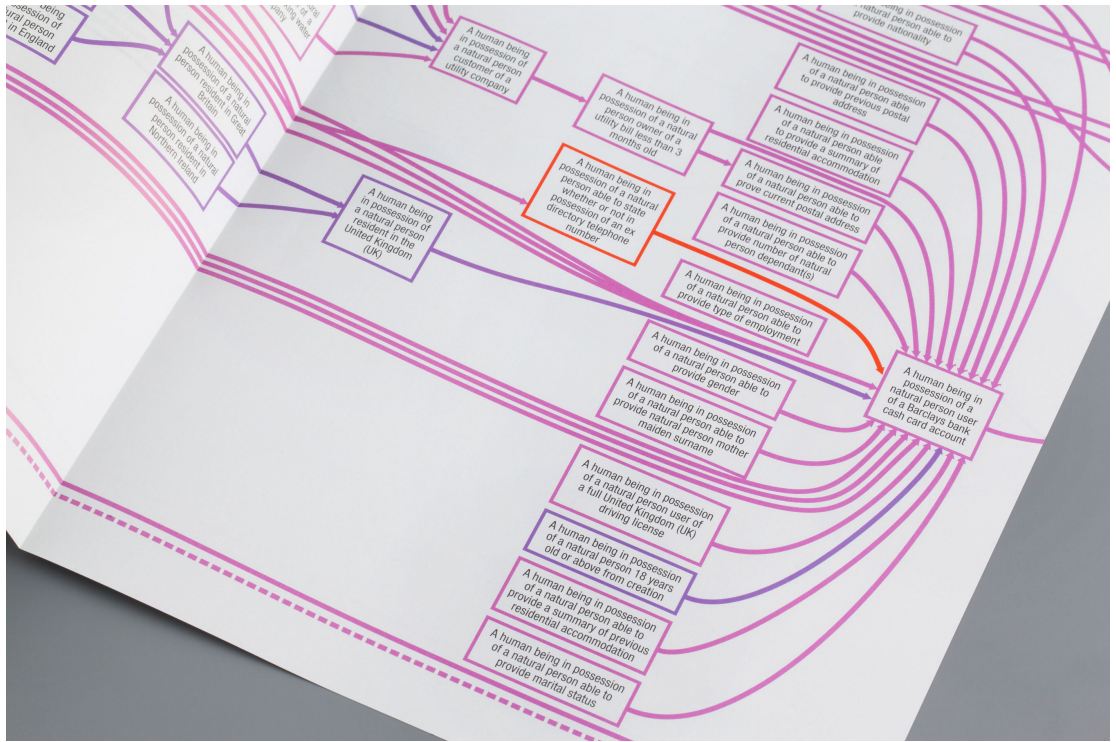 being
possession of
natural person
in England
A human being in
possession of a natural
person resident in Great
Britain
A human being in
possession of a natural
person resident in
Northern Ireland
water
A human being
in possession of
a natural person
customer of a
utility company
A human being in
possession of a natural
person owner of a
utility bill less than 3
months old
A human being
in possession of
a natural person
resident in the
United Kingdom
(UK)
A human being in
possession of a natural
person able to state
whether or not in
possession of an ex
directory telephone
number
natural person able to
provide nationality
A human being in possession
of a natural person able
to provide previous postal
address
A human being in possession
of a natural person able
to provide a summary of
residential accommodation
A human being in possession
of a natural person able to
prove current postal address
A human being in possession
of a natural person able to
provide number of natural
person dependant(s)
A human being in possession
of a natural person able to
provide type of employment
A human being in possession
of a natural person able to
provide gender
A human being in possession
of a natural person able to
provide natural person mother
maiden surname
A human being in possession
of a natural person user of
a full United Kingdom (UK)
driving license
A human being in possession
of a natural person 18 years
old or above from creation
A human being in possession
of a natural person able to
provide a summary of previous
residential accommodation
A human being in possession
of a natural person able to
provide marital status
A human being in
possession of a
natural person user
of a Barclays bank
cash card account